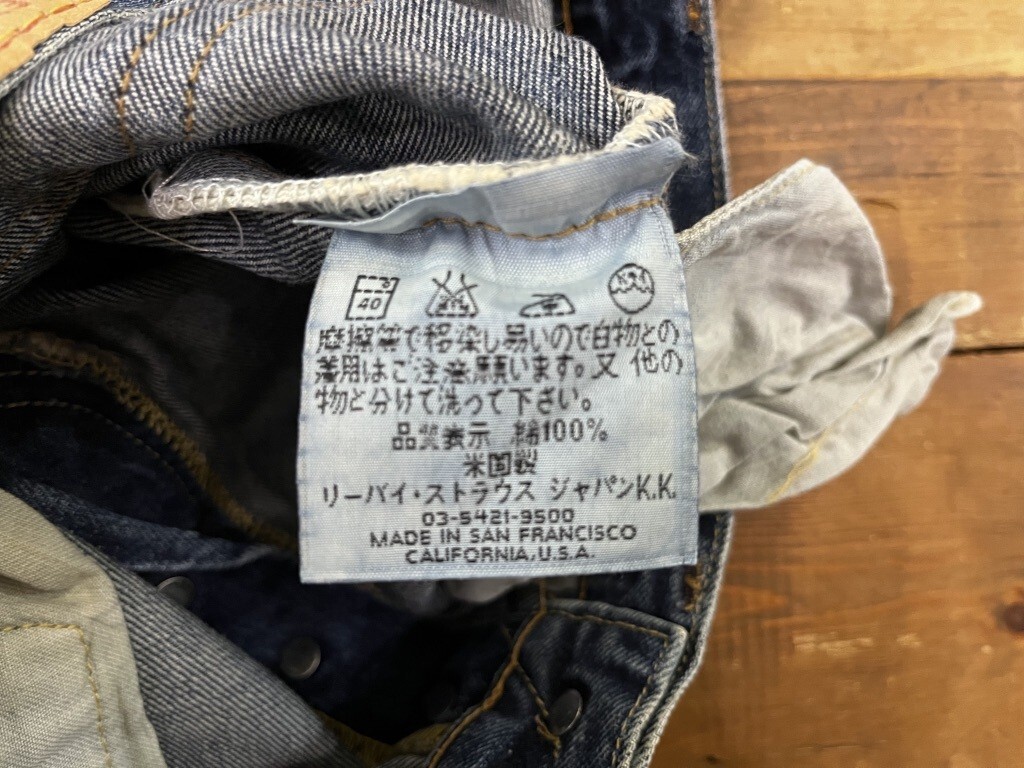 40
摩擦等で移染し易いので白物との
着用はご注意願います。又 他の
物と分けて洗って下さい。
品質表示 綿100%
米国製
リーバイ・ストラウス ジャパンK.K.
03-5421-9500
MADE IN SAN FRANCISCO
CALIFORNIA,U.S.A.